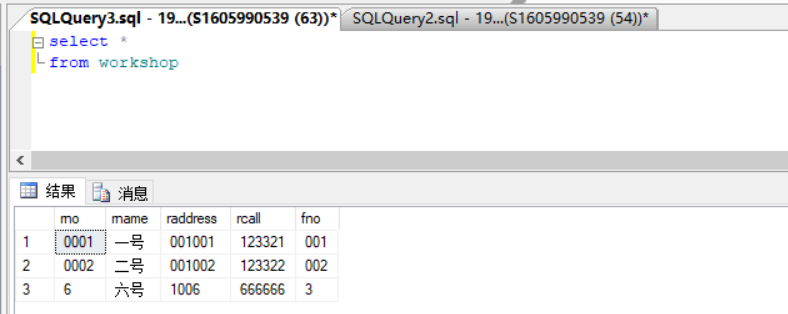 SQLQuery3.sql - 19...(S1605990539 (63))* SQLQuery2.sql - 19...(S1605990539 (54))*
select *
from workshop
结果 消息
rno rname raddress rcall fno
1 0001 一号 001001 123321 001
2 0002 二号 001002 123322 002
3 6 六号 1006 666666 3